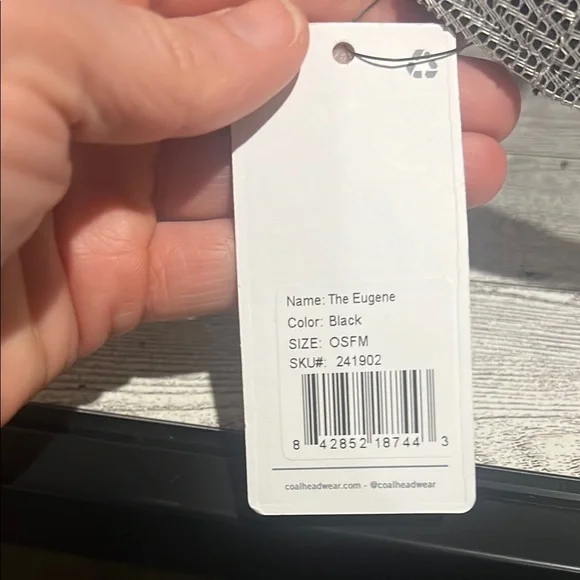 Name: The Eugene
Color: Black
SIZE: OSFM
SKU#: 241902
8 42852 18744 3
coalheadwear.com - @coalheadwear